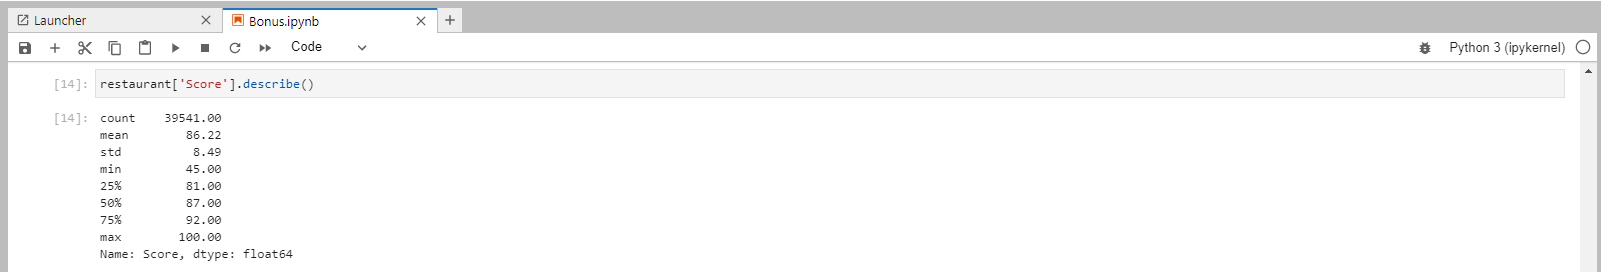 Launcher
Bonus.ipynb
Code
Python 3 (ipykernel)
[14]: restaurant['Score'].describe()
[14]: count    39541.00
mean        86.22
std          8.49
min         45.00
25%         81.00
50%         87.00
75%         92.00
max        100.00
Name: Score, dtype: float64